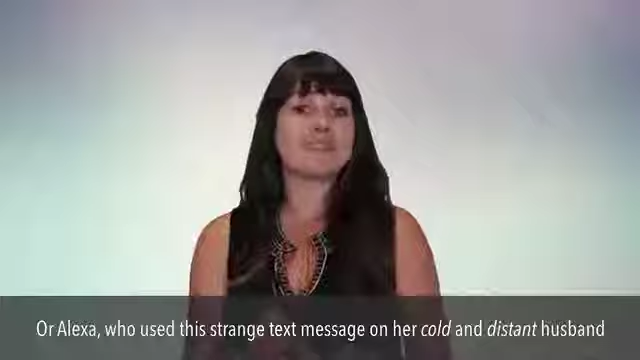 Or Alexa, who used this strange text message on her cold and distant husband